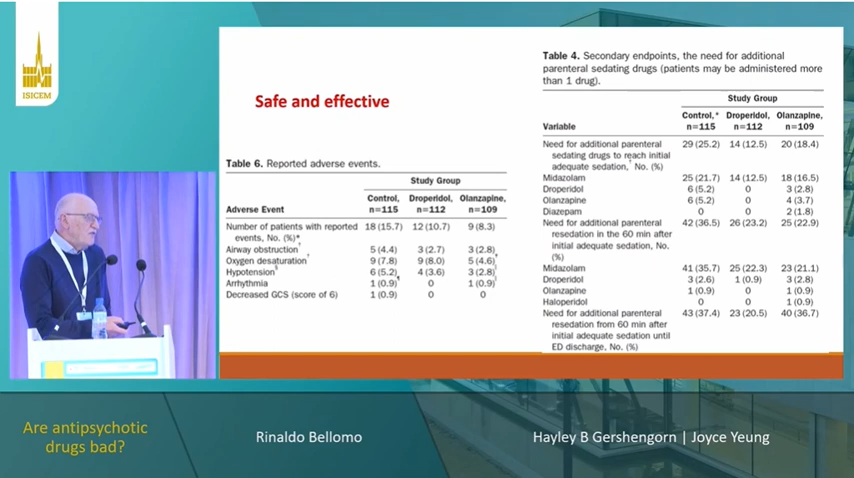 ISICEM
Safe and effective
Table 6. Reported adverse events.
Study Group
Control, Droperidol, Olanzapine,
Adverse Event n=115 n=112 n=109
Number of patients with reported 18 (15.7) 12 (10.7) 9 (8.3)
events, No. (%)*
Airway obstruction† 5 (4.4) 3 (2.7) 3 (2.8)
Oxygen desaturation† 9 (7.8) 9 (8.0) 5 (4.6)¶
Hypotension§ 6 (5.2) 4 (3.6) 3 (2.8)
Arrhythmia 1 (0.9)¶ 0 1 (0.9)
Decreased GCS (score of 6) 1 (0.9) 0 0
Table 4. Secondary endpoints, the need for additional
parenteral sedating drugs (patients may be administered more
than 1 drug).
Study Group
Control,* Droperidol, Olanzapine,
Variable n=115 n=112 n=109
Need for additional parenteral 29 (25.2) 14 (12.5) 20 (18.4)
sedating drugs to reach initial
adequate sedation,† No. (%)
Midazolam 25 (21.7) 14 (12.5) 18 (16.5)
Droperidol 6 (5.2) 0 3 (2.8)
Olanzapine 6 (5.2) 0 4 (3.7)
Diazepam 0 0 2 (1.8)
Need for additional parenteral 42 (36.5) 26 (23.2) 25 (22.9)
resedation in the 60 min after
initial adequate sedation, No.
(%)
Midazolam 41 (35.7) 25 (22.3) 23 (21.1)
Droperidol 3 (2.6) 1 (0.9) 3 (2.8)
Olanzapine 1 (0.9) 0 1 (0.9)
Haloperidol 0 0 1 (0.9)
Need for additional parenteral 43 (37.4) 23 (20.5) 40 (36.7)
resedation from 60 min after
initial adequate sedation until
ED discharge, No. (%)
Are antipsychotic
drugs bad?
Rinaldo Bellomo
Hayley B Gershengorn | Joyce Yeung